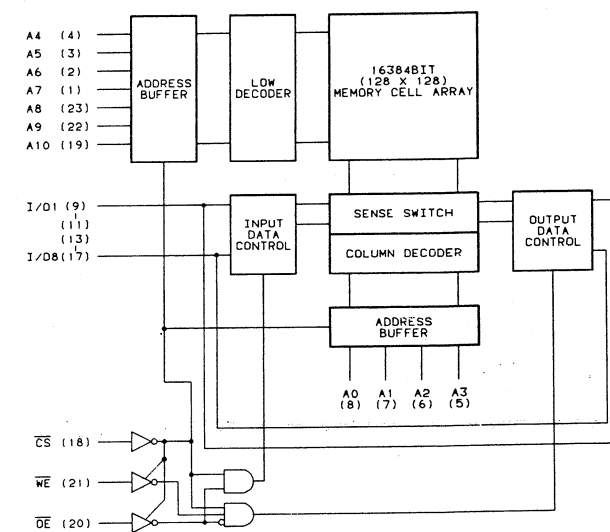 A4 (4)
A5 (3)
A6 (2)
A7 (1)
A8 (23)
A9 (22)
A10 (19)
ADDRESS
BUFFER
LOW
DECODER
16384BIT
(128 X 128)
MEMORY CELL ARRAY
I/O1 (9)
(11)
(13)
I/O8(17)
INPUT
DATA
CONTROL
SENSE SWITCH
COLUMN DECODER
OUTPUT
DATA
CONTROL
ADDRESS
BUFFER
A0 A1 A2 A3
(8) (7) (6) (5)
CS (18)
WE (21)
OE (20)